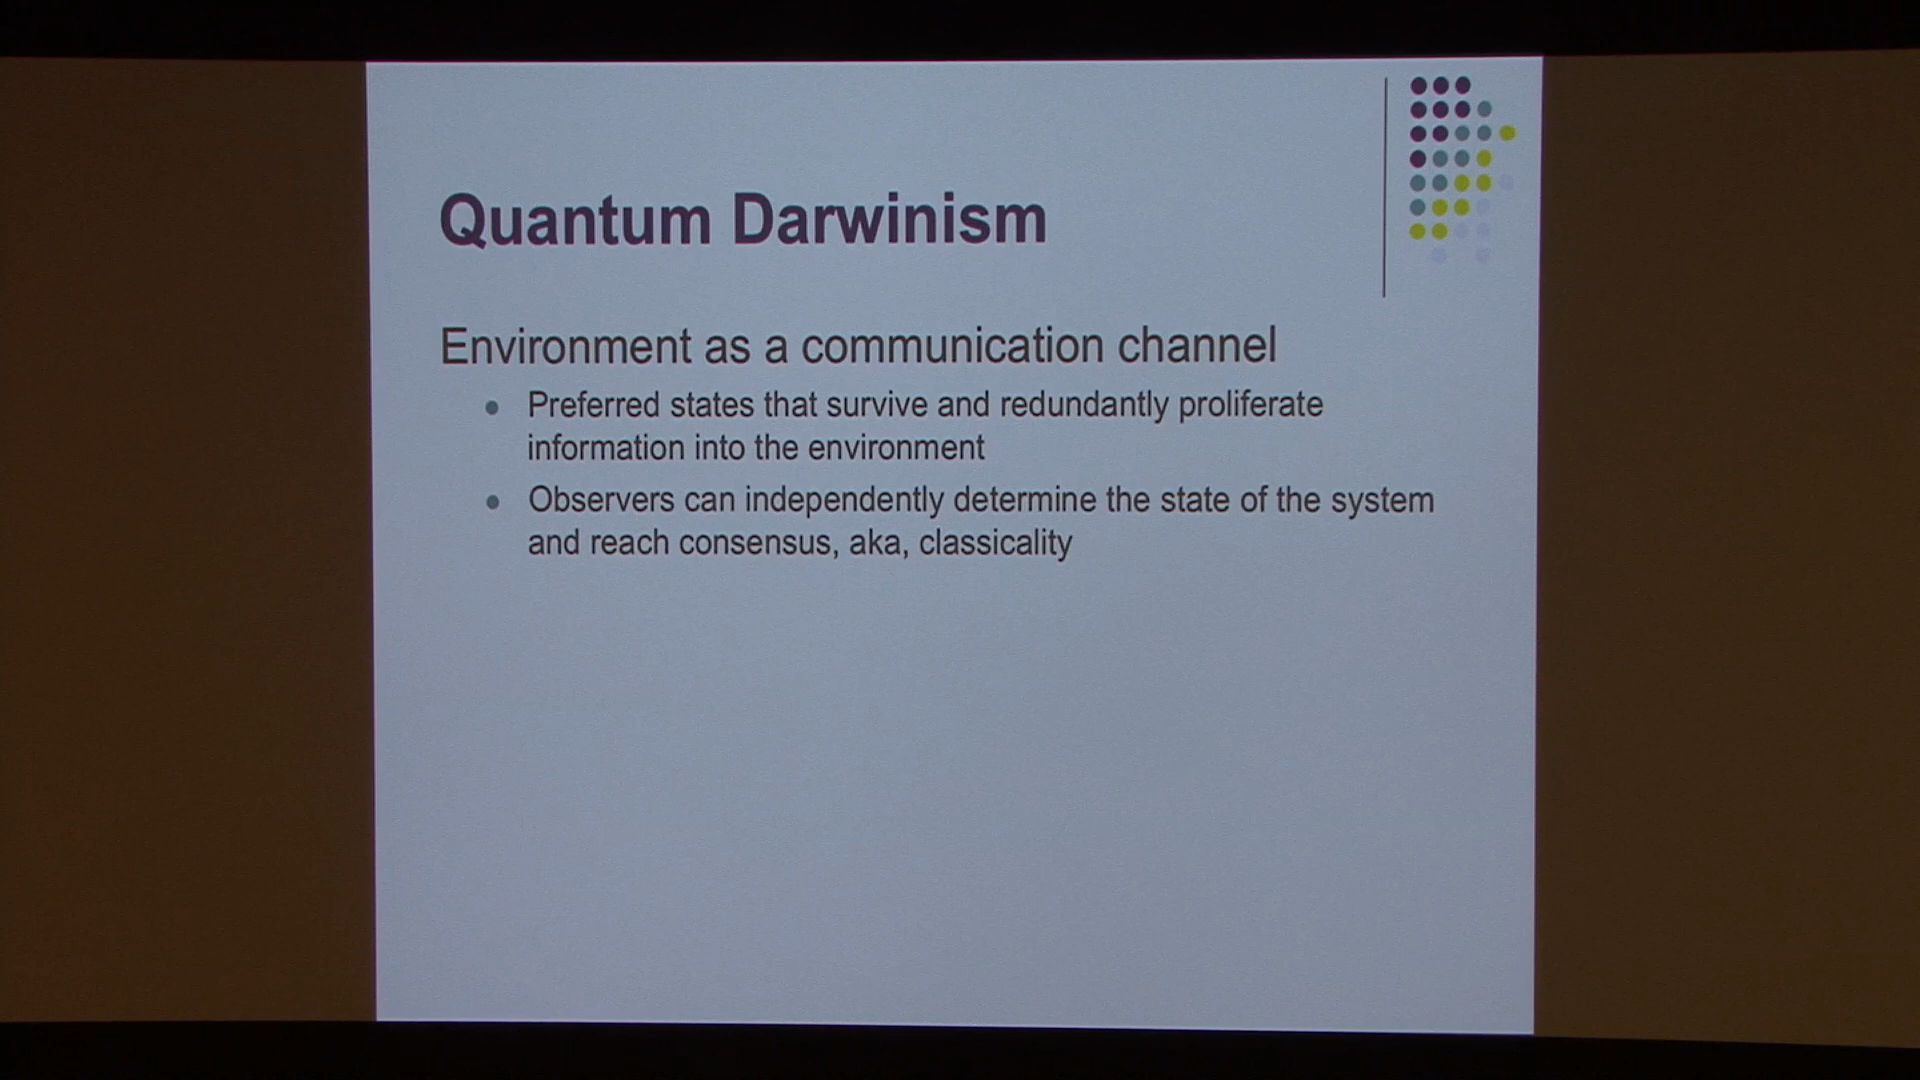 Quantum Darwinism
Environment as a communication channel
Preferred states that survive and redundantly proliferate
information into the environment
Observers can independently determine the state of the system
and reach consensus, aka, classicality